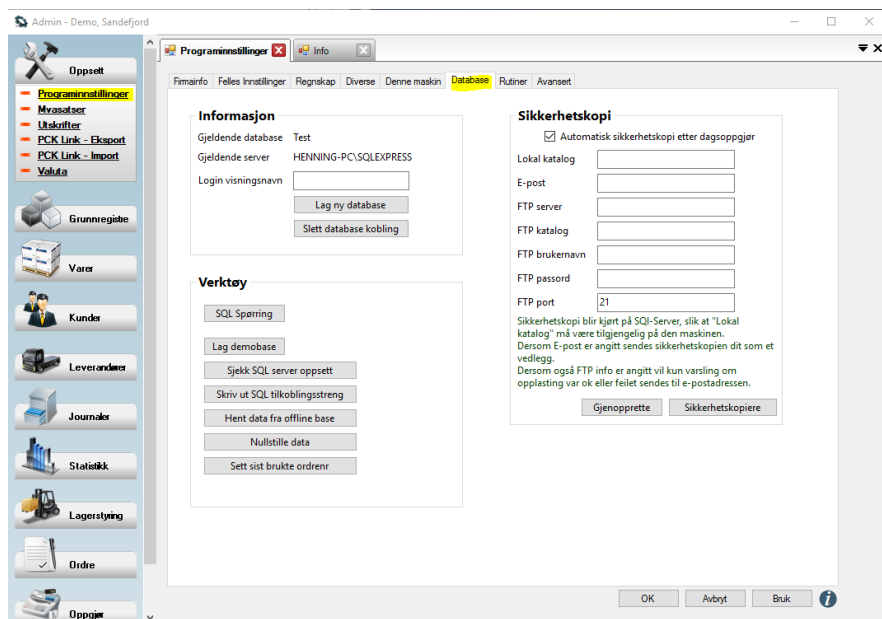 Admin - Demo, Sandefjord
Oppsett
Programinnstillinger
Mvasatser
Utskrifter
PCK Link - Eksport
PCK Link - Import
Valuta
Grunnregistre
Varer
Kunder
Leverandører
Journaler
Statistikk
Lagerstyring
Ordre
Oppgjør
Programinnstillinger
Info
Firmainfo Felles Innstillinger Regnskap Diverse Denne maskin Database Rutiner Avansert
Informasjon
Gjeldende database Test
Gjeldende server HENNING-PC\SQLEXPRESS
Login visningsnavn
Lag ny database
Slett database kobling
Verktøy
SQL Spørring
Lag demobase
Sjekk SQL server oppsett
Skriv ut SQL tilkoblingsstreng
Hent data fra offline base
Nullstille data
Sett sist brukte ordrenr
Sikkerhetskopi
Automatisk sikkerhetskopi etter dagsoppgjør
Lokal katalog
E-post
FTP server
FTP katalog
FTP brukernavn
FTP passord
FTP port 21
Sikkerhetskopi blir kjørt på SQl-Server, slik at "Lokal
katalog" må være tilgjengelig på den maskinen.
Dersom E-post er angitt sendes sikkerhetskopien dit som et
vedlegg.
Dersom også FTP info er angitt vil kun varsling om
opplasting var ok eller feilet sendes til e-postadressen.
Gjenopprette Sikkerhetskopiere
OK Avbryt Bruk